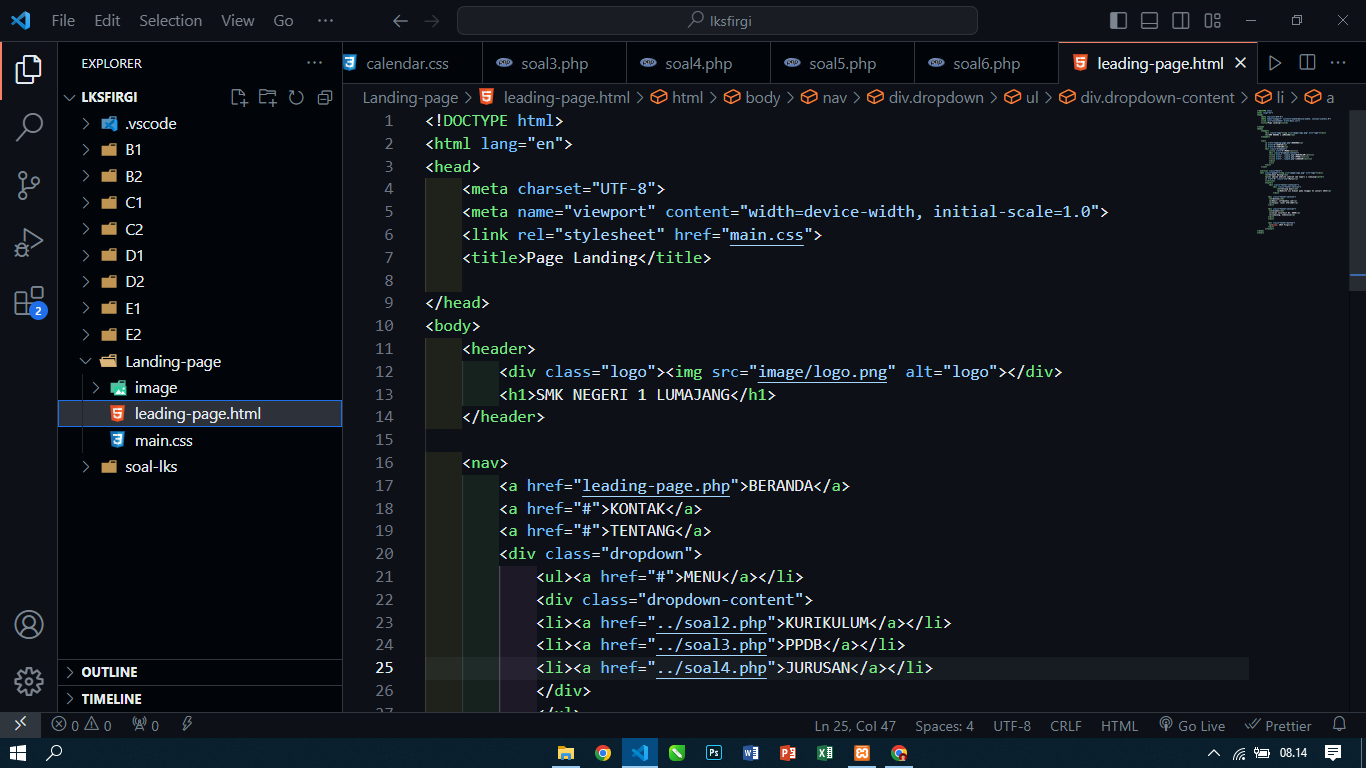 File Edit Selection View Go ··· lksfirgi
EXPLORER ···
calendar.css soal3.php soal4.php soal5.php soal6.php leading-page.html
LKSFIRGI
Landing-page > leading-page.html > html > body > nav > div.dropdown > ul > div.dropdown-content > li > a
.vscode
B1
B2
C1
C2
D1
D2
E1
E2
Landing-page
image
leading-page.html
main.css
soal-lks
OUTLINE
TIMELINE
2
1 <!DOCTYPE html>
2 <html lang="en">
3 <head>
4 <meta charset="UTF-8">
5 <meta name="viewport" content="width=device-width, initial-scale=1.0">
6 <link rel="stylesheet" href="main.css">
7 <title>Page Landing</title>
8
9 </head>
10 <body>
11 <header>
12 <div class="logo"><img src="image/logo.png" alt="logo"></div>
13 <h1>SMK NEGERI 1 LUMAJANG</h1>
14 </header>
15
16 <nav>
17 <a href="leading-page.php">BERANDA</a>
18 <a href="#">KONTAK</a>
19 <a href="#">TENTANG</a>
20 <div class="dropdown">
21 <ul><a href="#">MENU</a></li>
22 <div class="dropdown-content">
23 <li><a href="../soal2.php">KURIKULUM</a></li>
24 <li><a href="../soal3.php">PPDB</a></li>
25 <li><a href="../soal4.php">JURUSAN</a></li>
26 </div>
27 </ul>
0 0 0 Ln 25, Col 47 Spaces: 4 UTF-8 CRLF HTML Go Live Prettier
08.14